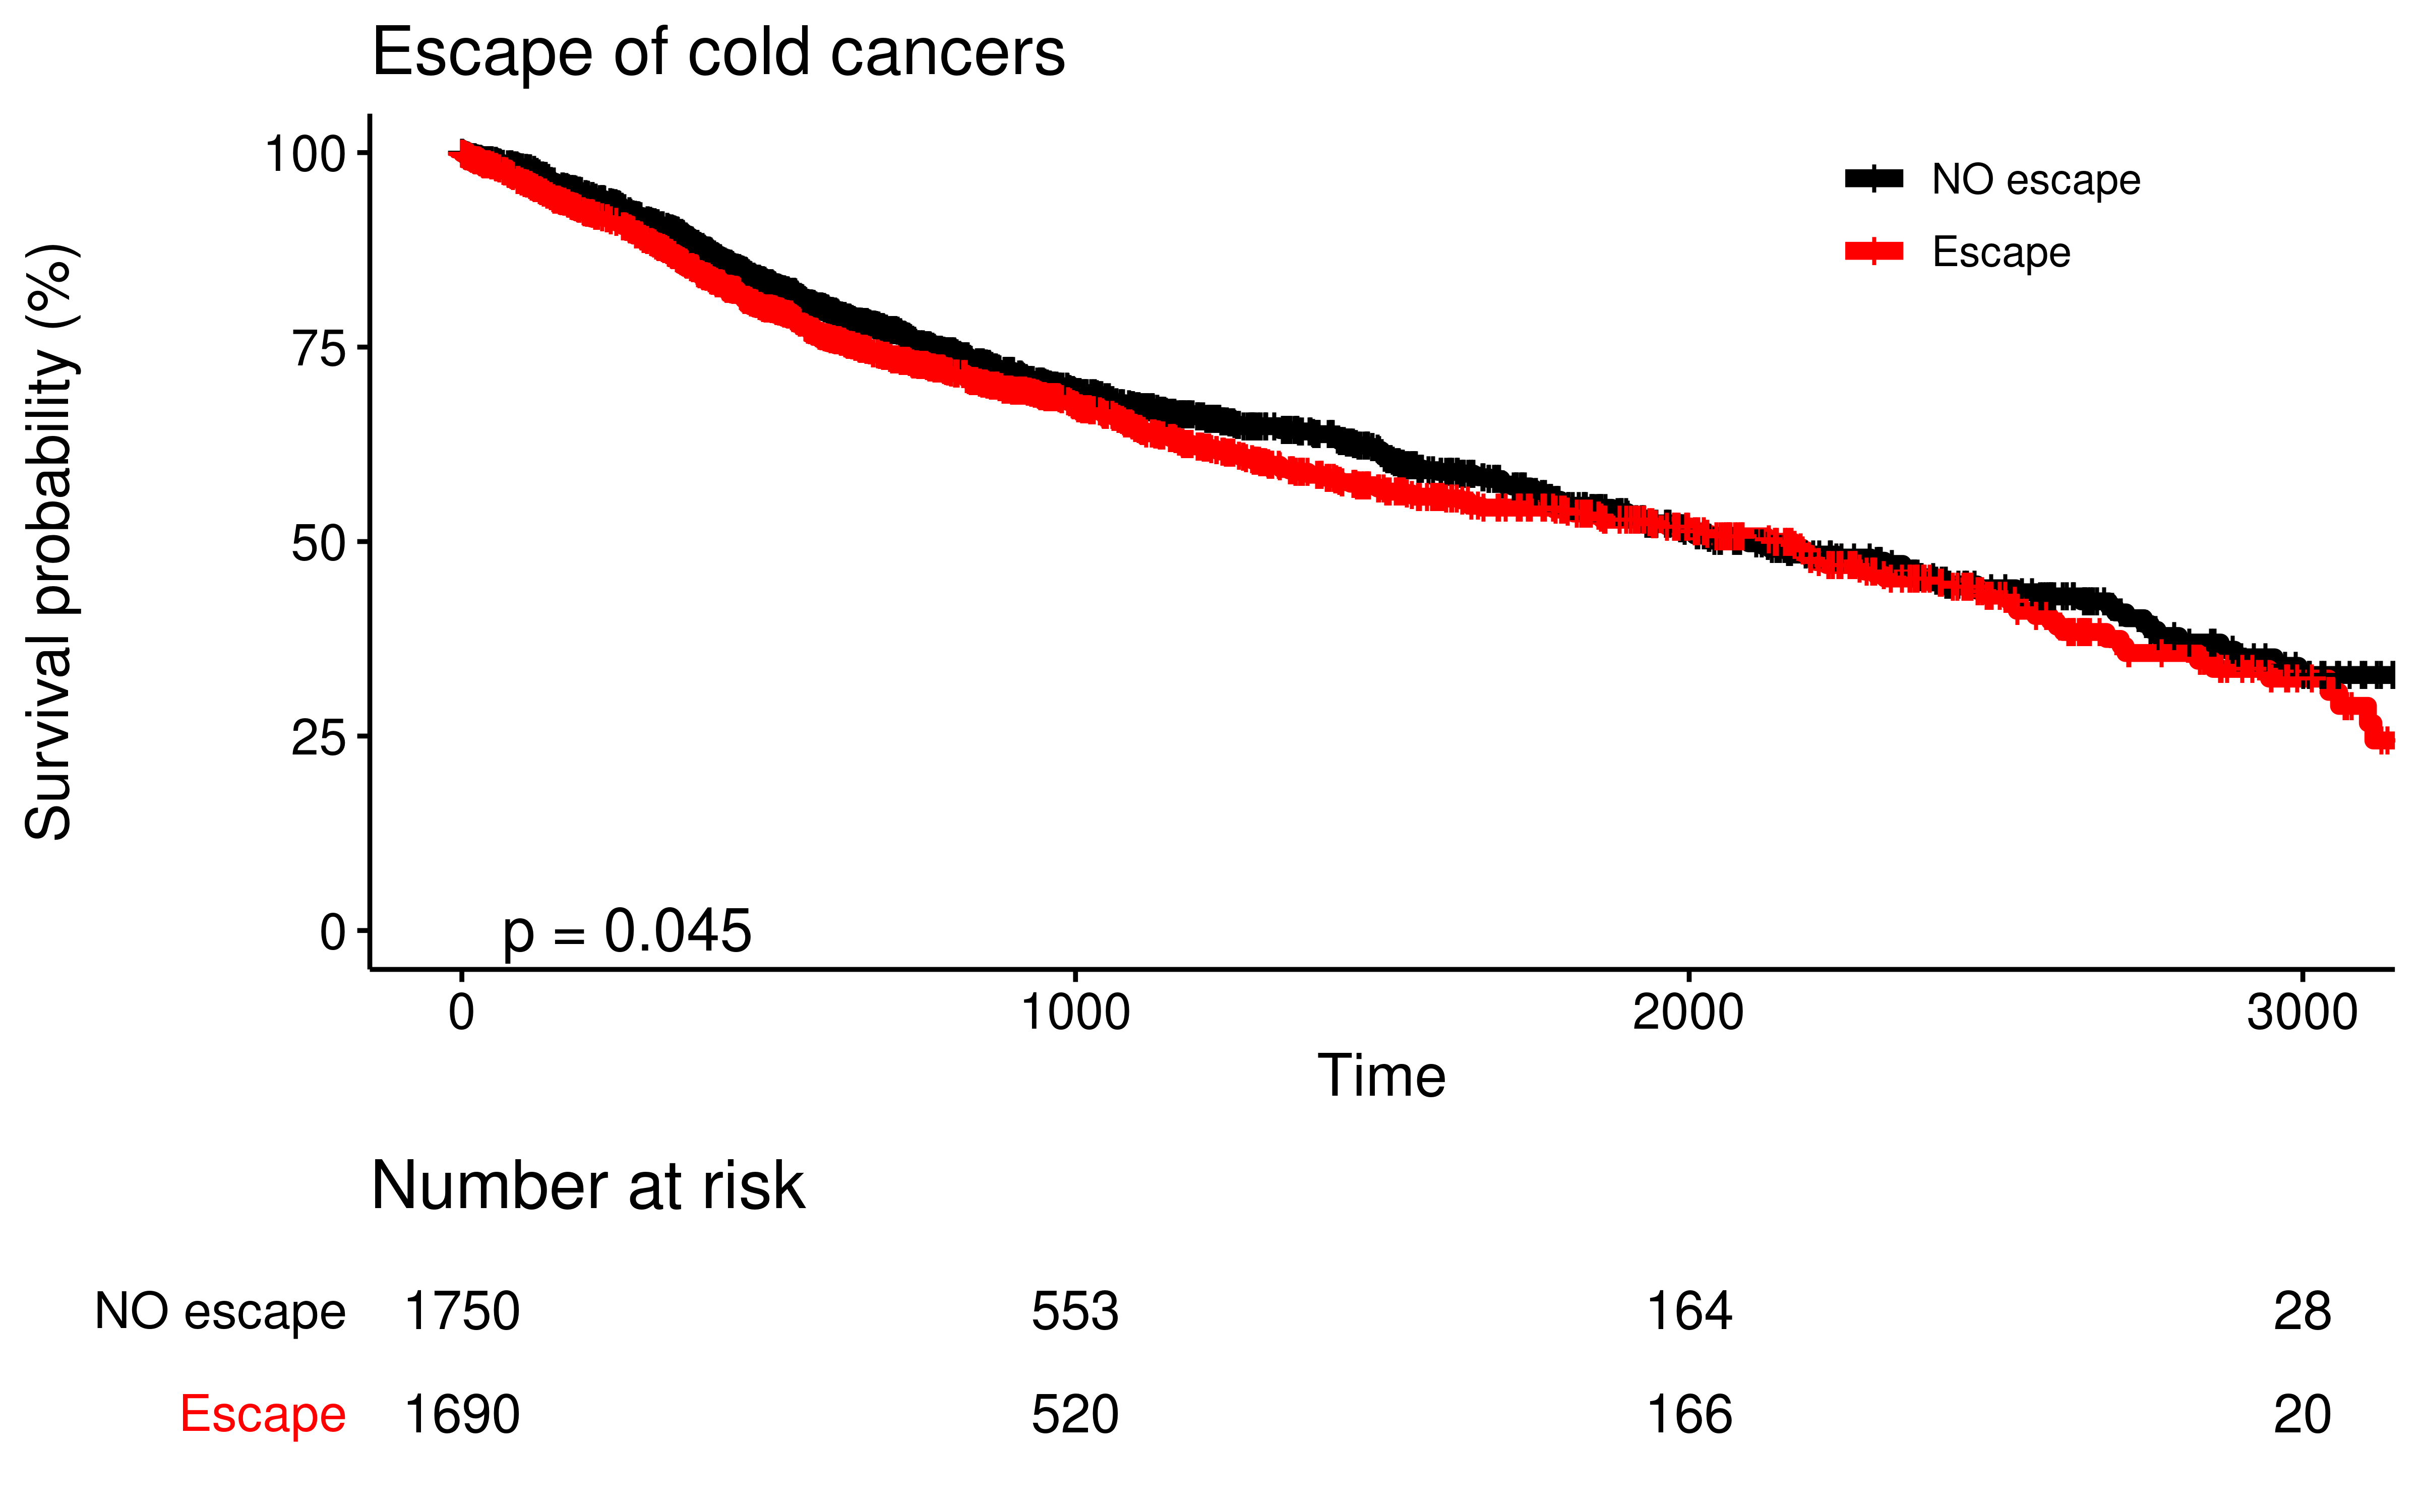 Escape of cold cancers
Survival probability (%)
100
75
50
25
0
NO escape
Escape
p = 0.045
0 1000 2000 3000
Time
Number at risk
NO escape 1750 553 164 28
Escape 1690 520 166 20